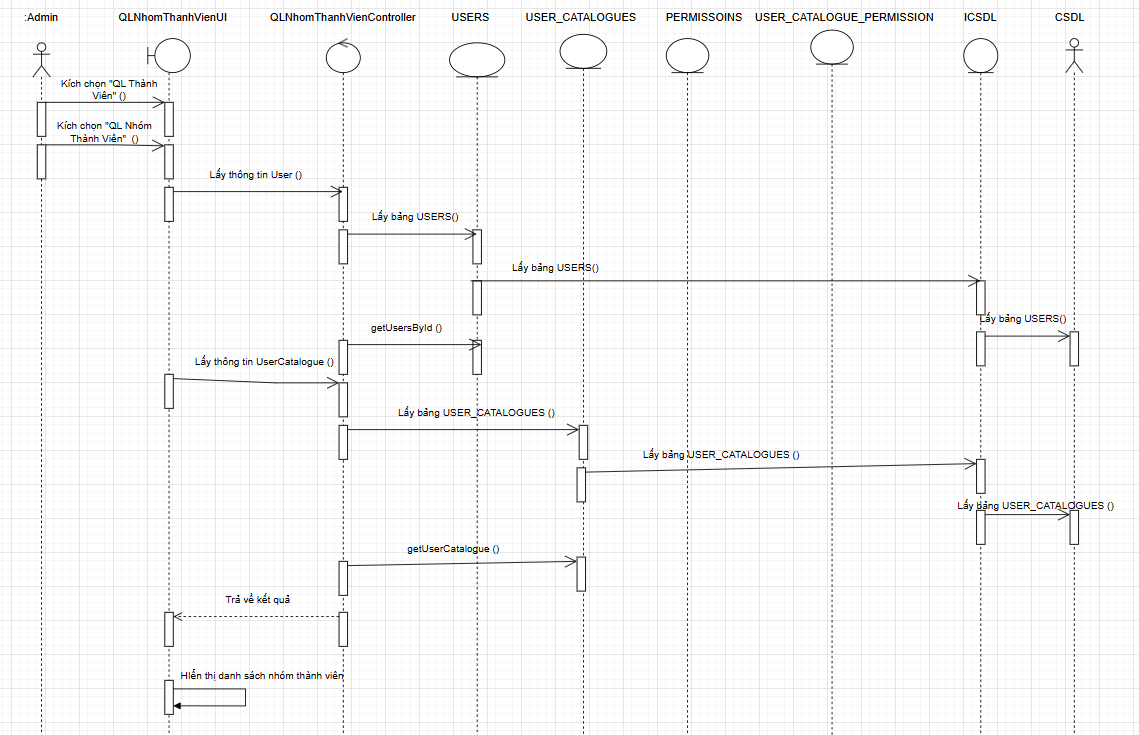 :Admin
QLNhomThanhVienUI
QLNhomThanhVienController
USERS
USER_CATALOGUES
PERMISSOINS
USER_CATALOGUE_PERMISSION
ICSDL
CSDL
Kích chọn "QL Thành
Viên" ()
Kích chọn "QL Nhóm
Thành Viên" ()
Lấy thông tin User ()
Lấy bảng USERS()
Lấy bảng USERS()
Lấy bảng USERS()
getUsersById ()
Lấy thông tin UserCatalogue ()
Lấy bảng USER_CATALOGUES ()
Lấy bảng USER_CATALOGUES ()
Lấy bảng USER_CATALOGUES ()
getUserCatalogue ()
Trả về kết quả
Hiển thị danh sách nhóm thành viên